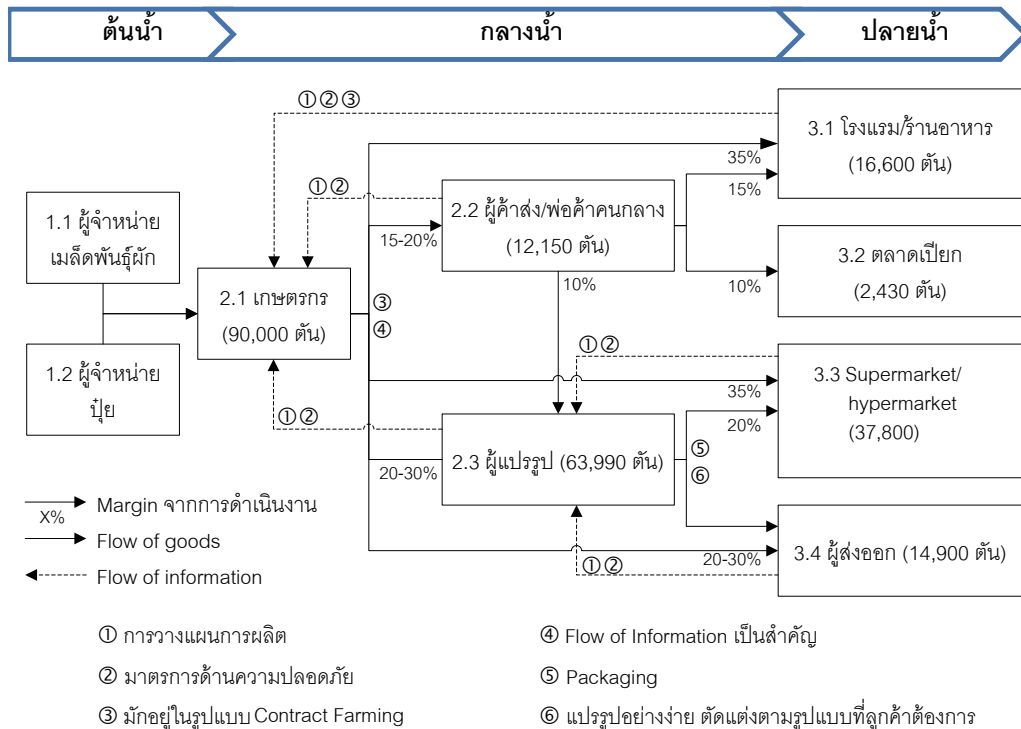 ต้นน้ำ
กลางน้ำ
ปลายน้ำ
①②③
3.1 โรงแรม/ร้านอาหาร
(16,600 ตัน)
35%
15%
①②
1.1 ผู้จำหน่าย
เมล็ดพันธุ์ผัก
2.2 ผู้ค้าส่ง/พ่อค้าคนกลาง
(12,150 ตัน)
15-20%
3.2 ตลาดเปียก
(2,430 ตัน)
10%
10%
2.1 เกษตรกร
(90,000 ตัน)
③
④
1.2 ผู้จำหน่าย
ปุ๋ย
①②
3.3 Supermarket/
hypermarket
(37,800)
35%
20%
①②
2.3 ผู้แปรรูป (63,990 ตัน)
20-30%
⑤
⑥
3.4 ผู้ส่งออก (14,900 ตัน)
20-30%
①②
X%
Margin จากการดำเนินงาน
Flow of goods
Flow of information
① การวางแผนการผลิต
② มาตรการด้านความปลอดภัย
③ มักอยู่ในรูปแบบ Contract Farming
④ Flow of Information เป็นสำคัญ
⑤ Packaging
⑥ แปรรูปอย่างง่าย ตัดแต่งตามรูปแบบที่ลูกค้าต้องการ